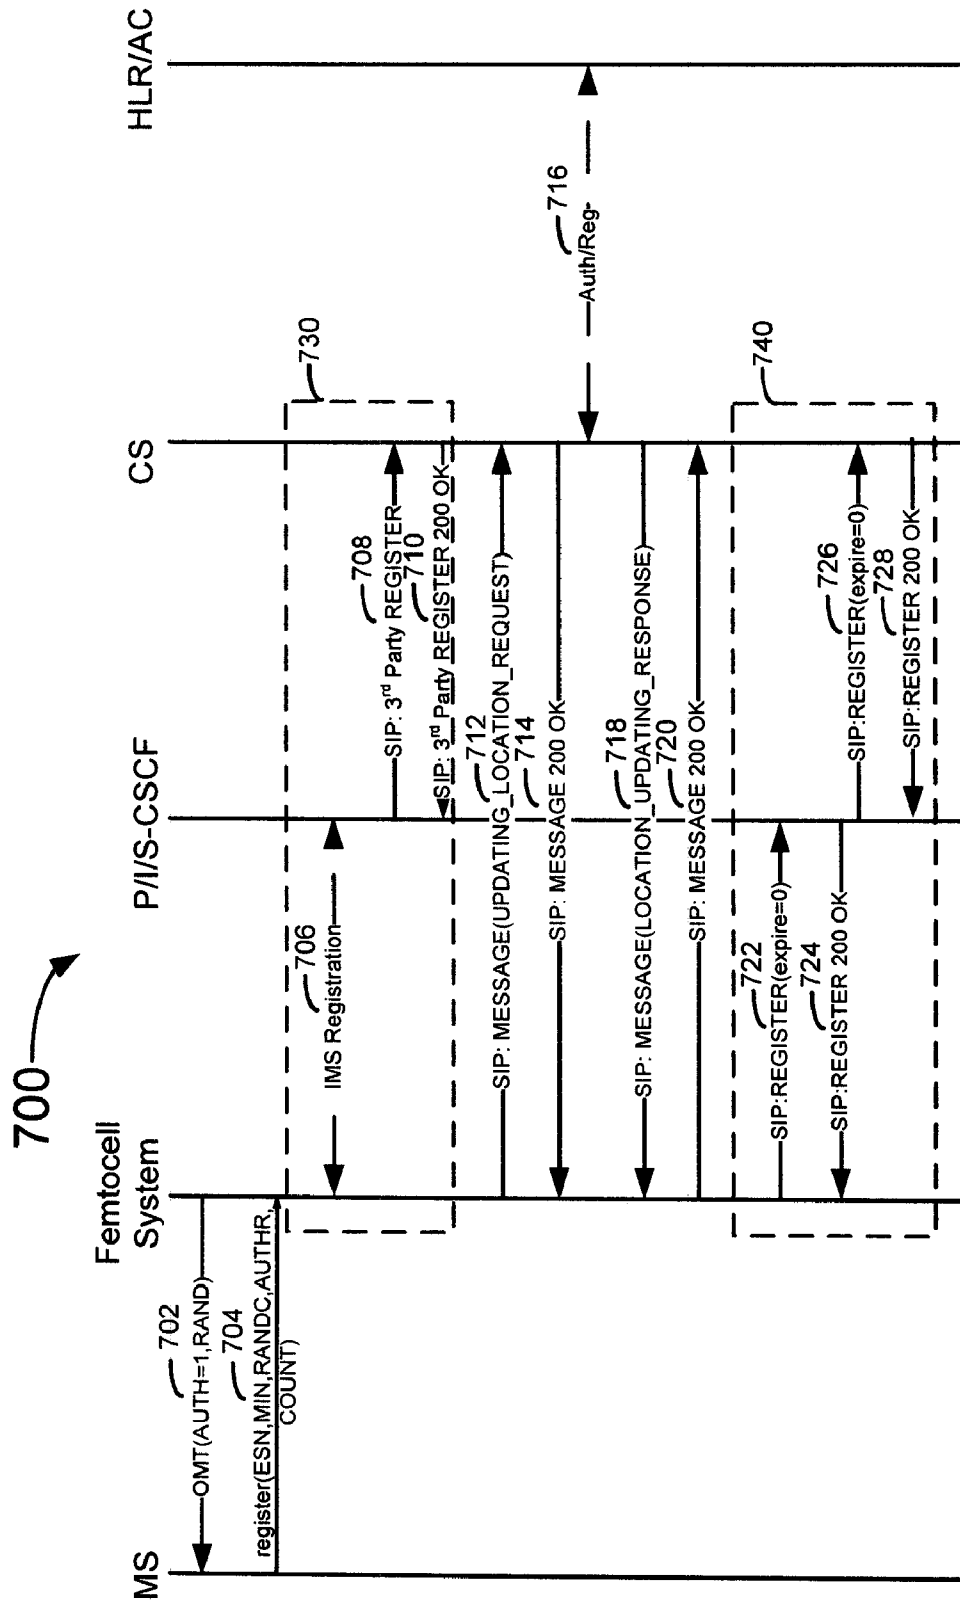 700
MS
Femtocell
System
P/I/S-CSCF
CS
HLR/AC
702
OMT(AUTH=1,RAND)
704
register(ESN,MIN,RANDC,AUTHR,
COUNT)
730
706
IMS Registration
708
SIP: 3rd Party REGISTER
710
SIP: 3rd Party REGISTER 200 OK
712
SIP: MESSAGE(UPDATING_LOCATION_REQUEST)
714
SIP: MESSAGE 200 OK
716
Auth/Reg
718
SIP: MESSAGE(LOCATION_UPDATING_RESPONSE)
720
SIP: MESSAGE 200 OK
740
722
SIP:REGISTER(expire=0)
724
SIP:REGISTER 200 OK
726
SIP:REGISTER(expire=0)
728
SIP:REGISTER 200 OK